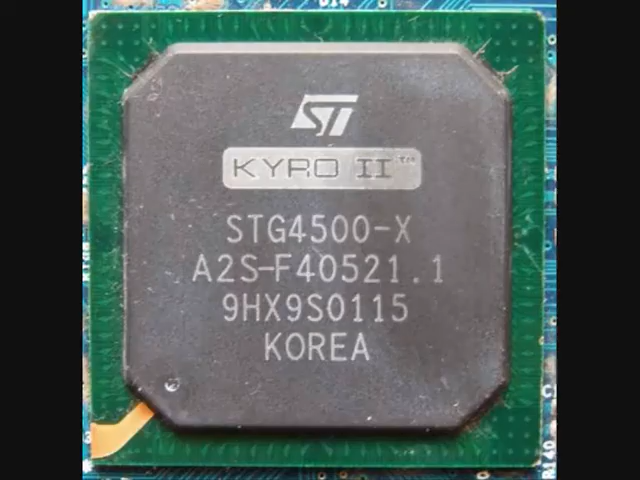 ST
KYRO II™
STG4500-X
A2S-F40521.1
9HX9S0115
KOREA